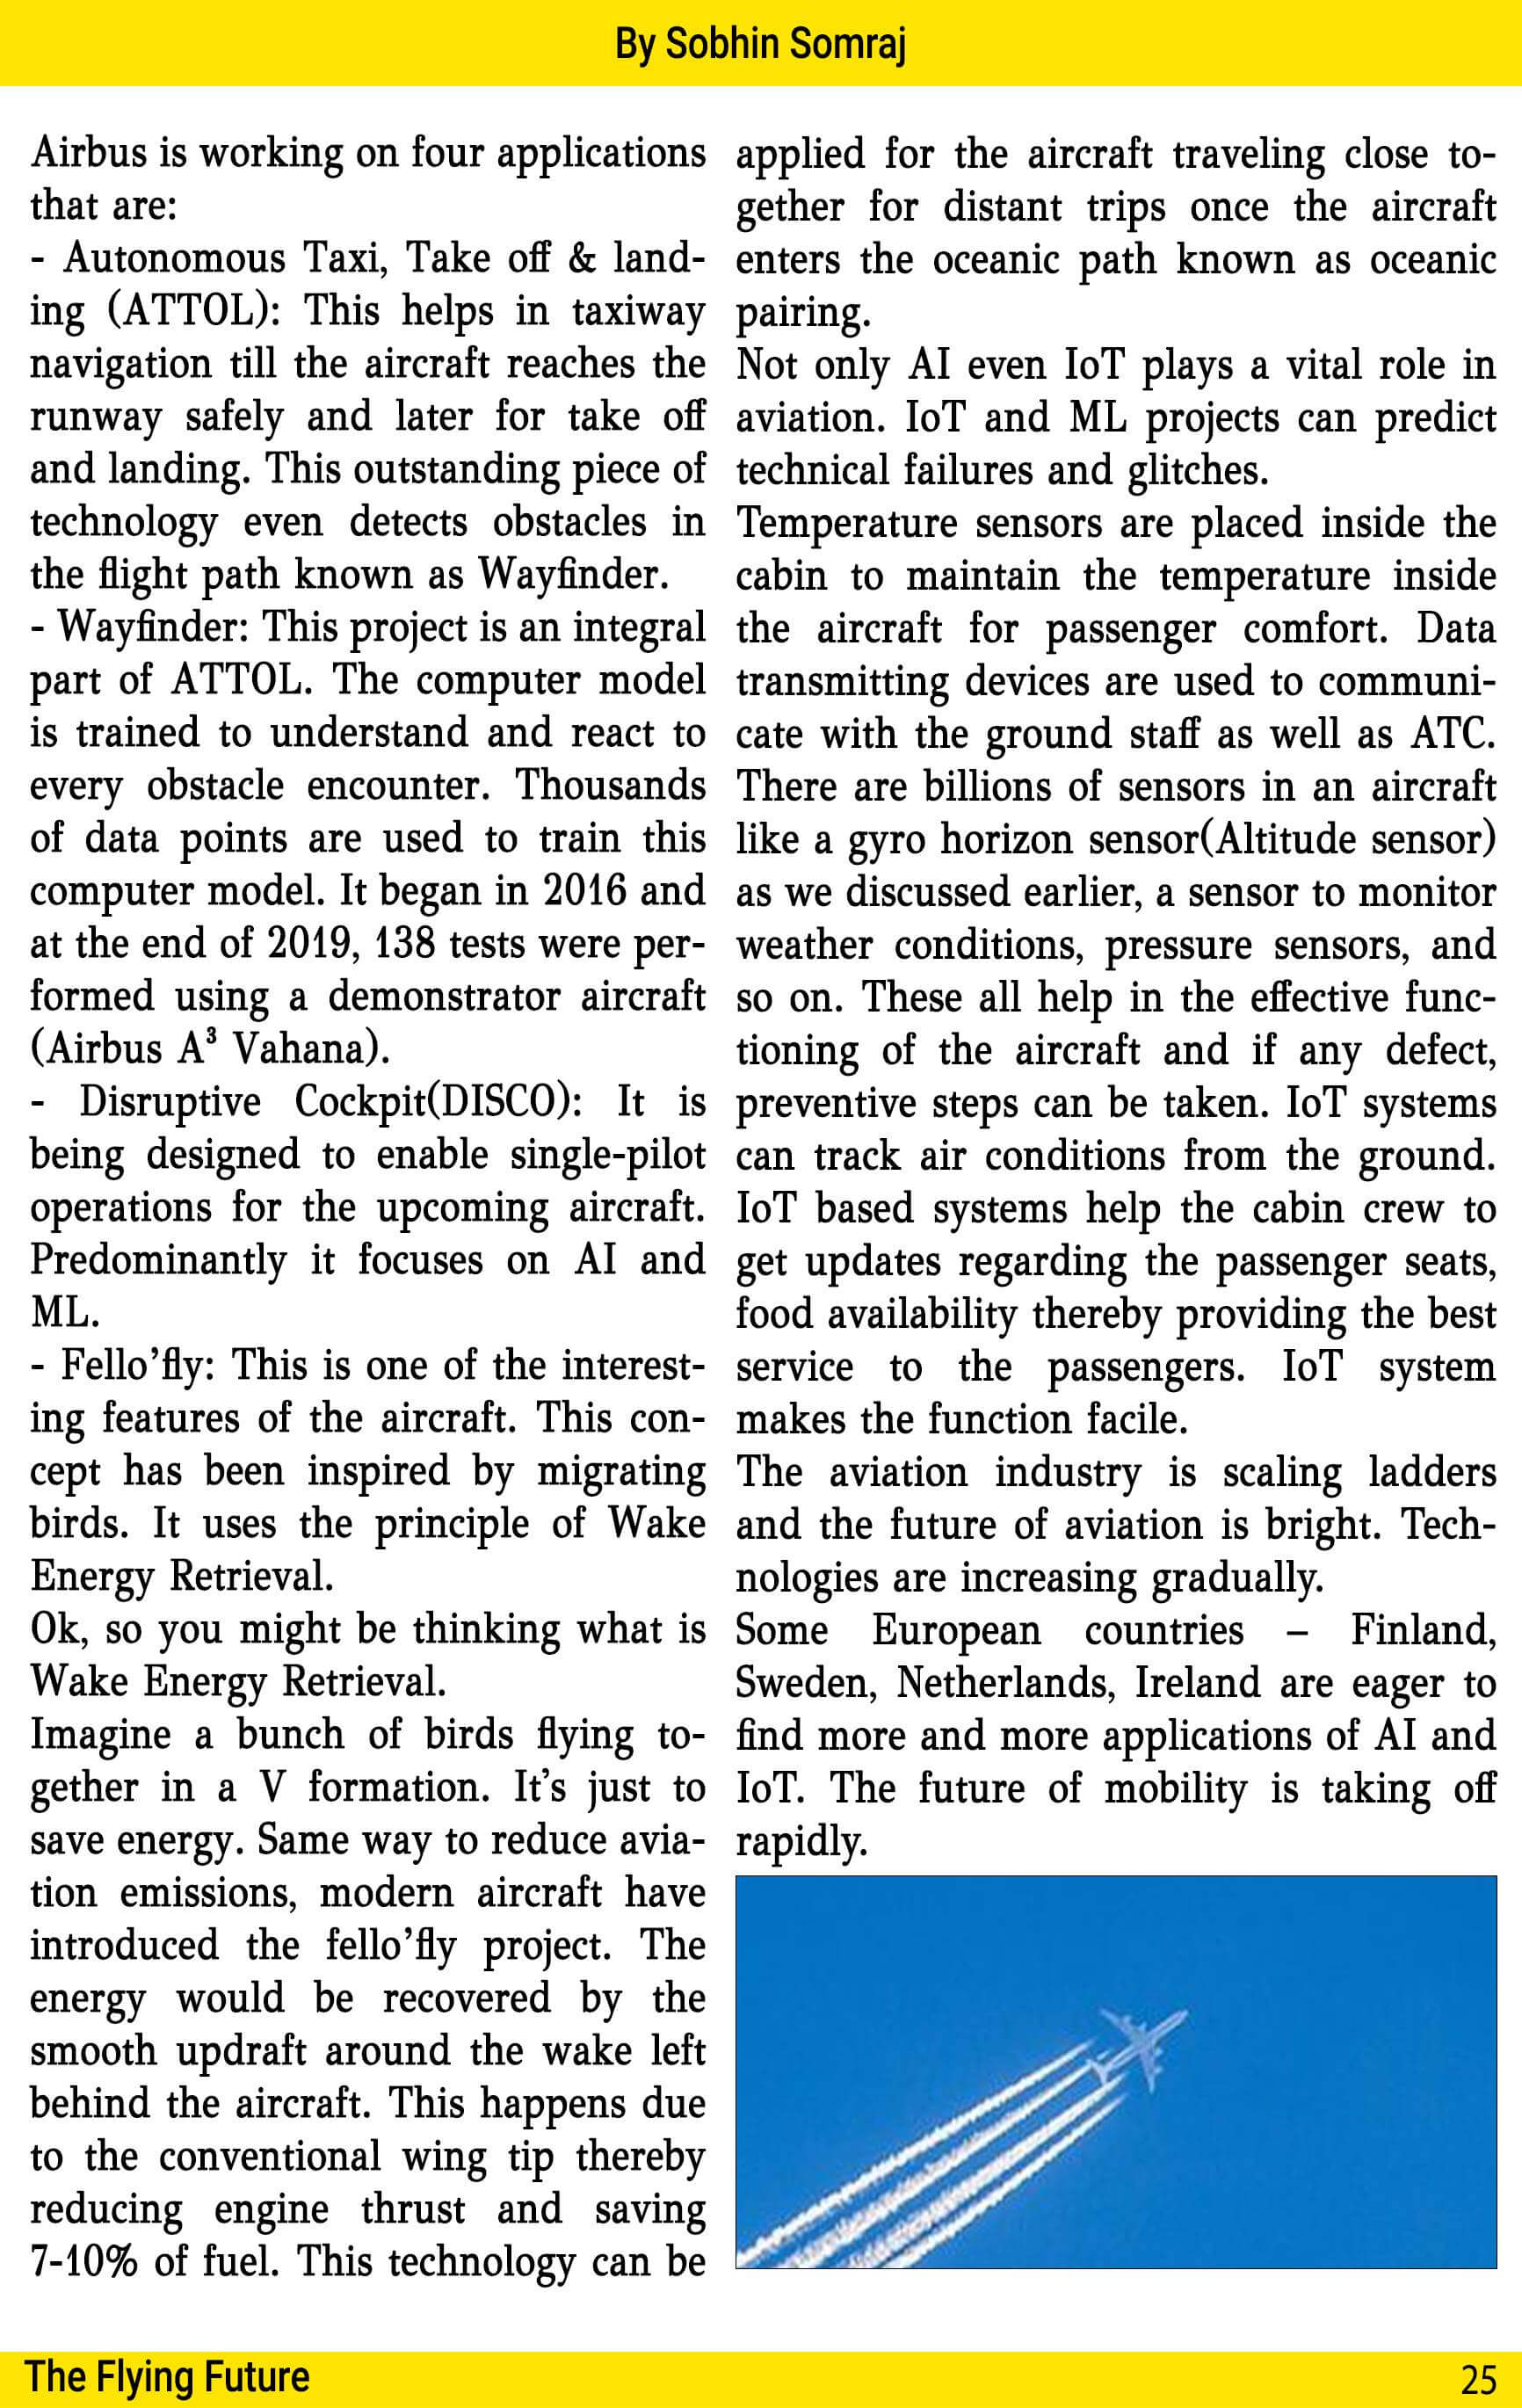 By Sobhin Somraj
Airbus is working on four applications
that are:
- Autonomous Taxi, Take off & land-
ing (ATTOL): This helps in taxiway
navigation till the aircraft reaches the
runway safely and later for take off
and landing. This outstanding piece of
technology even detects obstacles in
the flight path known as Wayfinder.
- Wayfinder: This project is an integral
part of ATTOL. The computer model
is trained to understand and react to
every obstacle encounter. Thousands
of data points are used to train this
computer model. It began in 2016 and
at the end of 2019, 138 tests were per-
formed using a demonstrator aircraft
(Airbus A³ Vahana).
- Disruptive Cockpit(DISCO): It is
being designed to enable single-pilot
operations for the upcoming aircraft.
Predominantly it focuses on AI and
ML.
- Fello’fly: This is one of the interest-
ing features of the aircraft. This con-
cept has been inspired by migrating
birds. It uses the principle of Wake
Energy Retrieval.
Ok, so you might be thinking what is
Wake Energy Retrieval.
Imagine a bunch of birds flying to-
gether in a V formation. It’s just to
save energy. Same way to reduce avia-
tion emissions, modern aircraft have
introduced the fello’fly project. The
energy would be recovered by the
smooth updraft around the wake left
behind the aircraft. This happens due
to the conventional wing tip thereby
reducing engine thrust and saving
7-10% of fuel. This technology can be
applied for the aircraft traveling close to-
gether for distant trips once the aircraft
enters the oceanic path known as oceanic
pairing.
Not only AI even IoT plays a vital role in
aviation. IoT and ML projects can predict
technical failures and glitches.
Temperature sensors are placed inside the
cabin to maintain the temperature inside
the aircraft for passenger comfort. Data
transmitting devices are used to communi-
cate with the ground staff as well as ATC.
There are billions of sensors in an aircraft
like a gyro horizon sensor(Altitude sensor)
as we discussed earlier, a sensor to monitor
weather conditions, pressure sensors, and
so on. These all help in the effective func-
tioning of the aircraft and if any defect,
preventive steps can be taken. IoT systems
can track air conditions from the ground.
IoT based systems help the cabin crew to
get updates regarding the passenger seats,
food availability thereby providing the best
service to the passengers. IoT system
makes the function facile.
The aviation industry is scaling ladders
and the future of aviation is bright. Tech-
nologies are increasing gradually.
Some European countries – Finland,
Sweden, Netherlands, Ireland are eager to
find more and more applications of AI and
IoT. The future of mobility is taking off
rapidly.
The Flying Future
25